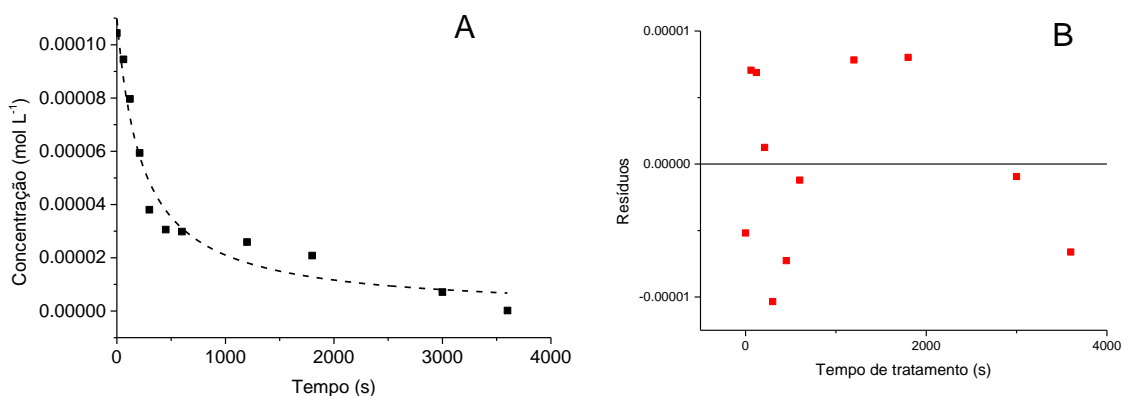 A
0.00010
0.00008
0.00006
0.00004
0.00002
0.00000
Concentração (mol L⁻¹)
0 1000 2000 3000 4000
Tempo (s)
B
0.00001
0.00000
-0.00001
Resíduos
0 2000 4000
Tempo de tratamento (s)